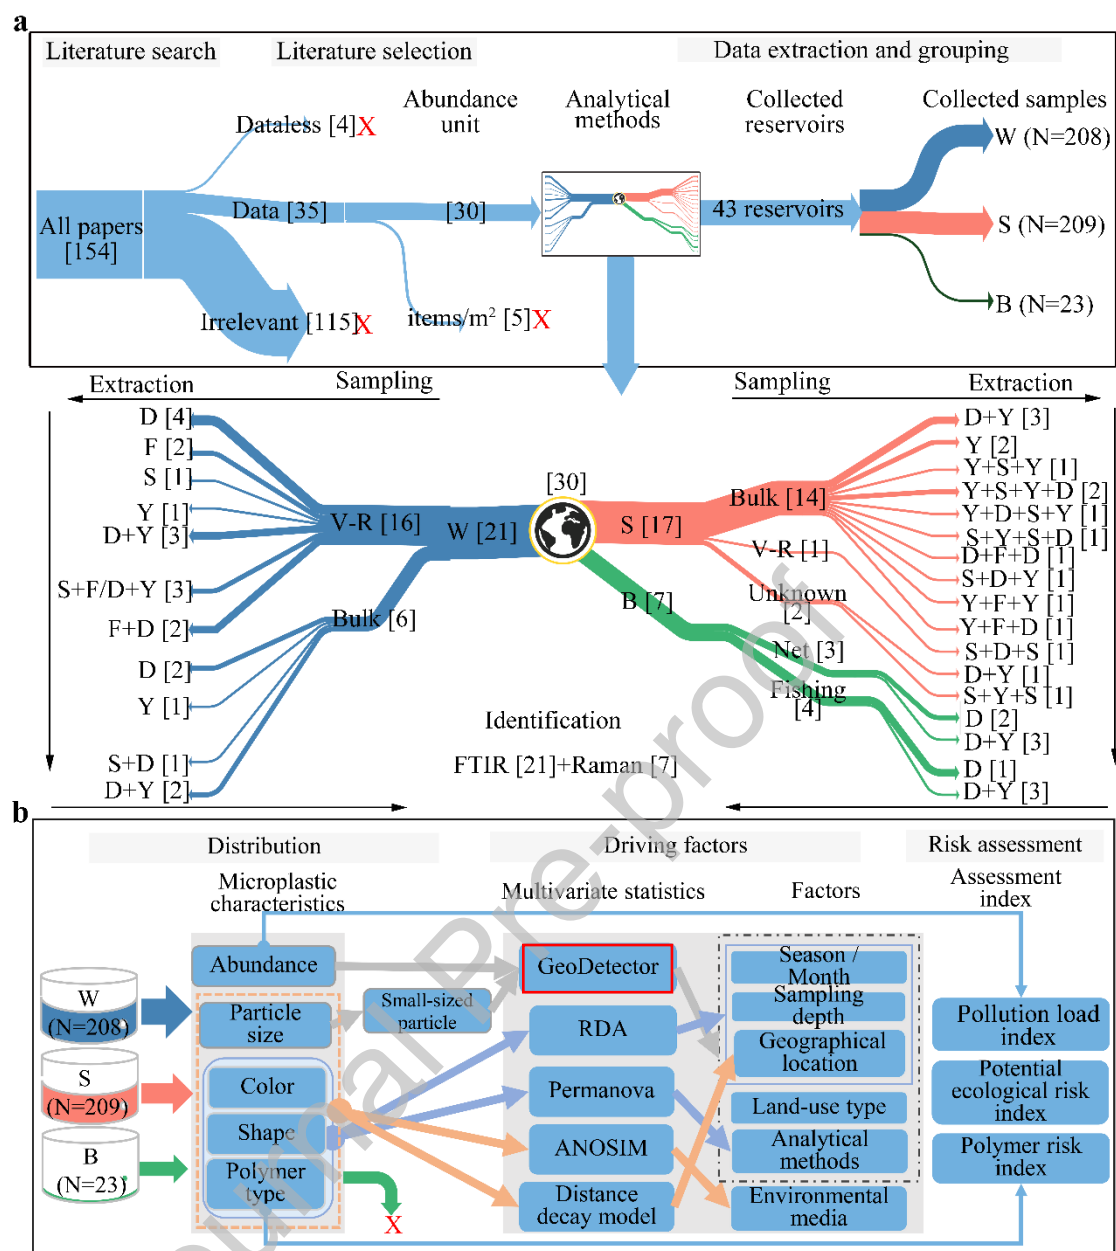 a
Literature search
Literature selection
Data extraction and grouping
Abundance
unit
Analytical
methods
Collected
reservoirs
Collected samples
Dataless [4]X
W (N=208)
All papers
[154]
Data [35]
[30]
43 reservoirs
S (N=209)
Irrelevant [115]X
items/m² [5]X
B (N=23)
Extraction
Sampling
Sampling
Extraction
D [4]
F [2]
S [1]
Y [1]
D+Y [3]
S+F/D+Y [3]
F+D [2]
D [2]
Y [1]
S+D [1]
D+Y [2]
V-R [16]
Bulk [6]
W [21]
[30]
S [17]
B [7]
Bulk [14]
V-R [1]
Unknown
[2]
Net [3]
Fishing
[4]
D+Y [3]
Y [2]
Y+S+Y [1]
Y+S+Y+D [2]
Y+D+S+Y [1]
S+Y+S+D [1]
D+F+D [1]
S+D+Y [1]
Y+F+Y [1]
Y+F+D [1]
S+D+S [1]
D+Y [1]
S+Y+S [1]
D [2]
D+Y [3]
D [1]
D+Y [3]
Identification
FTIR [21]+Raman [7]
b
Distribution
Driving factors
Risk assessment
Microplastic
characteristics
Multivariate statistics
Factors
Assessment
index
W
(N=208)
S
(N=209)
B
(N=23)
Abundance
Particle
size
Small-sized
particle
Color
Shape
Polymer
type
X
GeoDetector
RDA
Permanova
ANOSIM
Distance
decay model
Season /
Month
Sampling
depth
Geographical
location
Land-use type
Analytical
methods
Environmental
media
Pollution load
index
Potential
ecological risk
index
Polymer risk
index
Journal Pre-proof